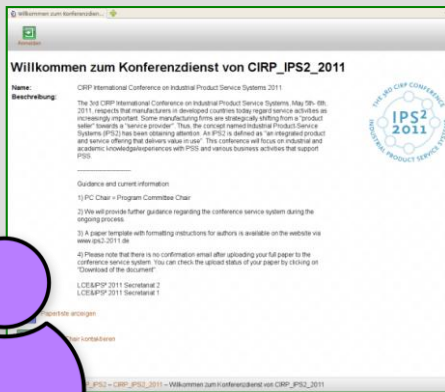 Willkommen zum Konferenzdien...
Anmelden
Willkommen zum Konferenzdienst von CIRP_IPS2_2011
Name: CIRP International Conference on Industrial Product Service Systems 2011
Beschreibung: The 3rd CIRP International Conference on Industrial Product Service Systems, May 5th-6th,
2011, respects that manufacturers in developed countries today regard service activities as
increasingly important. Some manufacturing firms are strategically shifting from a "product
seller" towards a "service provider". Thus, the concept named Industrial Product-Service
Systems (IPS2) has been obtaining attention. An IPS2 is defined as "an integrated product
and service offering that delivers value in use". This conference will focus on industrial and
academic knowledge/experiences with PSS and various business activities that support
PSS.
Guidance and current information
1) PC Chair = Program Committee Chair
2) We will provide further guidance regarding the conference service system during the
ongoing process.
3) A paper template with formatting instructions for authors is available on the website via
www.ips2-2011.de
4) Please note that there is no confirmation email after uploading your full paper to the
conference service system. You can check the upload status of your paper by clicking on
"Download of the document".
LCE&IPS² 2011 Secretariat 2
LCE&IPS² 2011 Secretariat 1
THE 3RD CIRP CONFERENCE
IPS²
2011
INDUSTRIAL PRODUCT SERVICE
Paperliste anzeigen
kontaktieren
CIRP_IPS2_2011 – Willkommen zum Konferenzdienst von CIRP_IPS2_2011